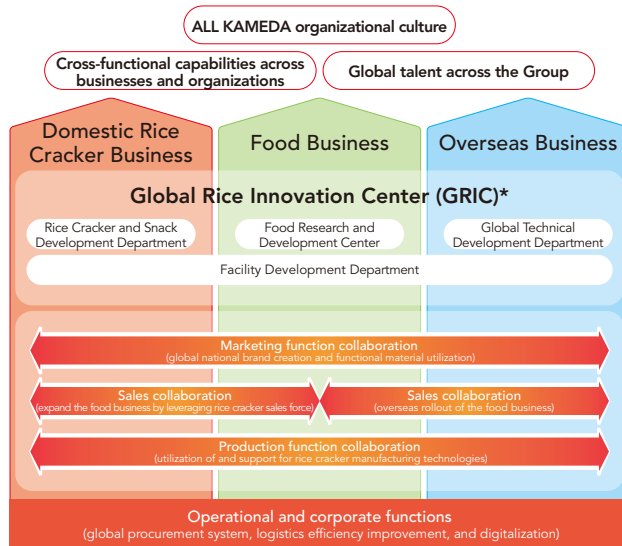 ALL KAMEDA organizational culture
Cross-functional capabilities across
businesses and organizations
Global talent across the Group
Domestic Rice
Cracker Business
Food Business
Overseas Business
Global Rice Innovation Center (GRIC)*
Rice Cracker and Snack
Development Department
Food Research and
Development Center
Global Technical
Development Department
Facility Development Department
Marketing function collaboration
(global national brand creation and functional material utilization)
Sales collaboration
(expand the food business by leveraging rice cracker sales force)
Sales collaboration
(overseas rollout of the food business)
Production function collaboration
(utilization of and support for rice cracker manufacturing technologies)
Operational and corporate functions
(global procurement system, logistics efficiency improvement, and digitalization)